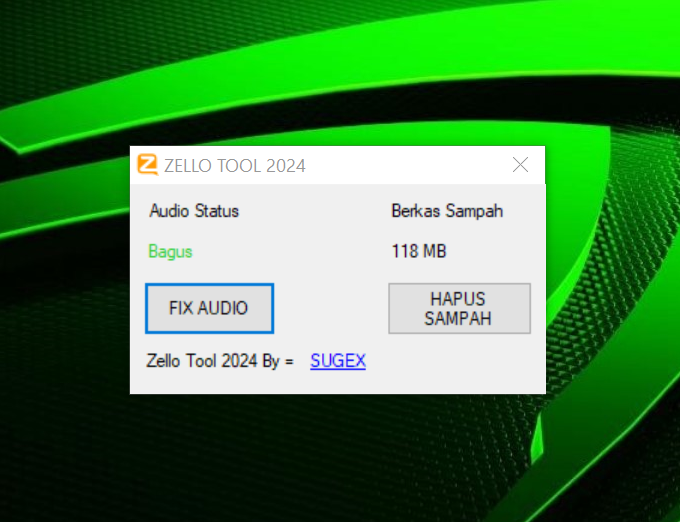 ZELLO TOOL 2024
Audio Status
Berkas Sampah
Bagus
118 MB
FIX AUDIO
HAPUS
SAMPAH
Zello Tool 2024 By = SUGEX